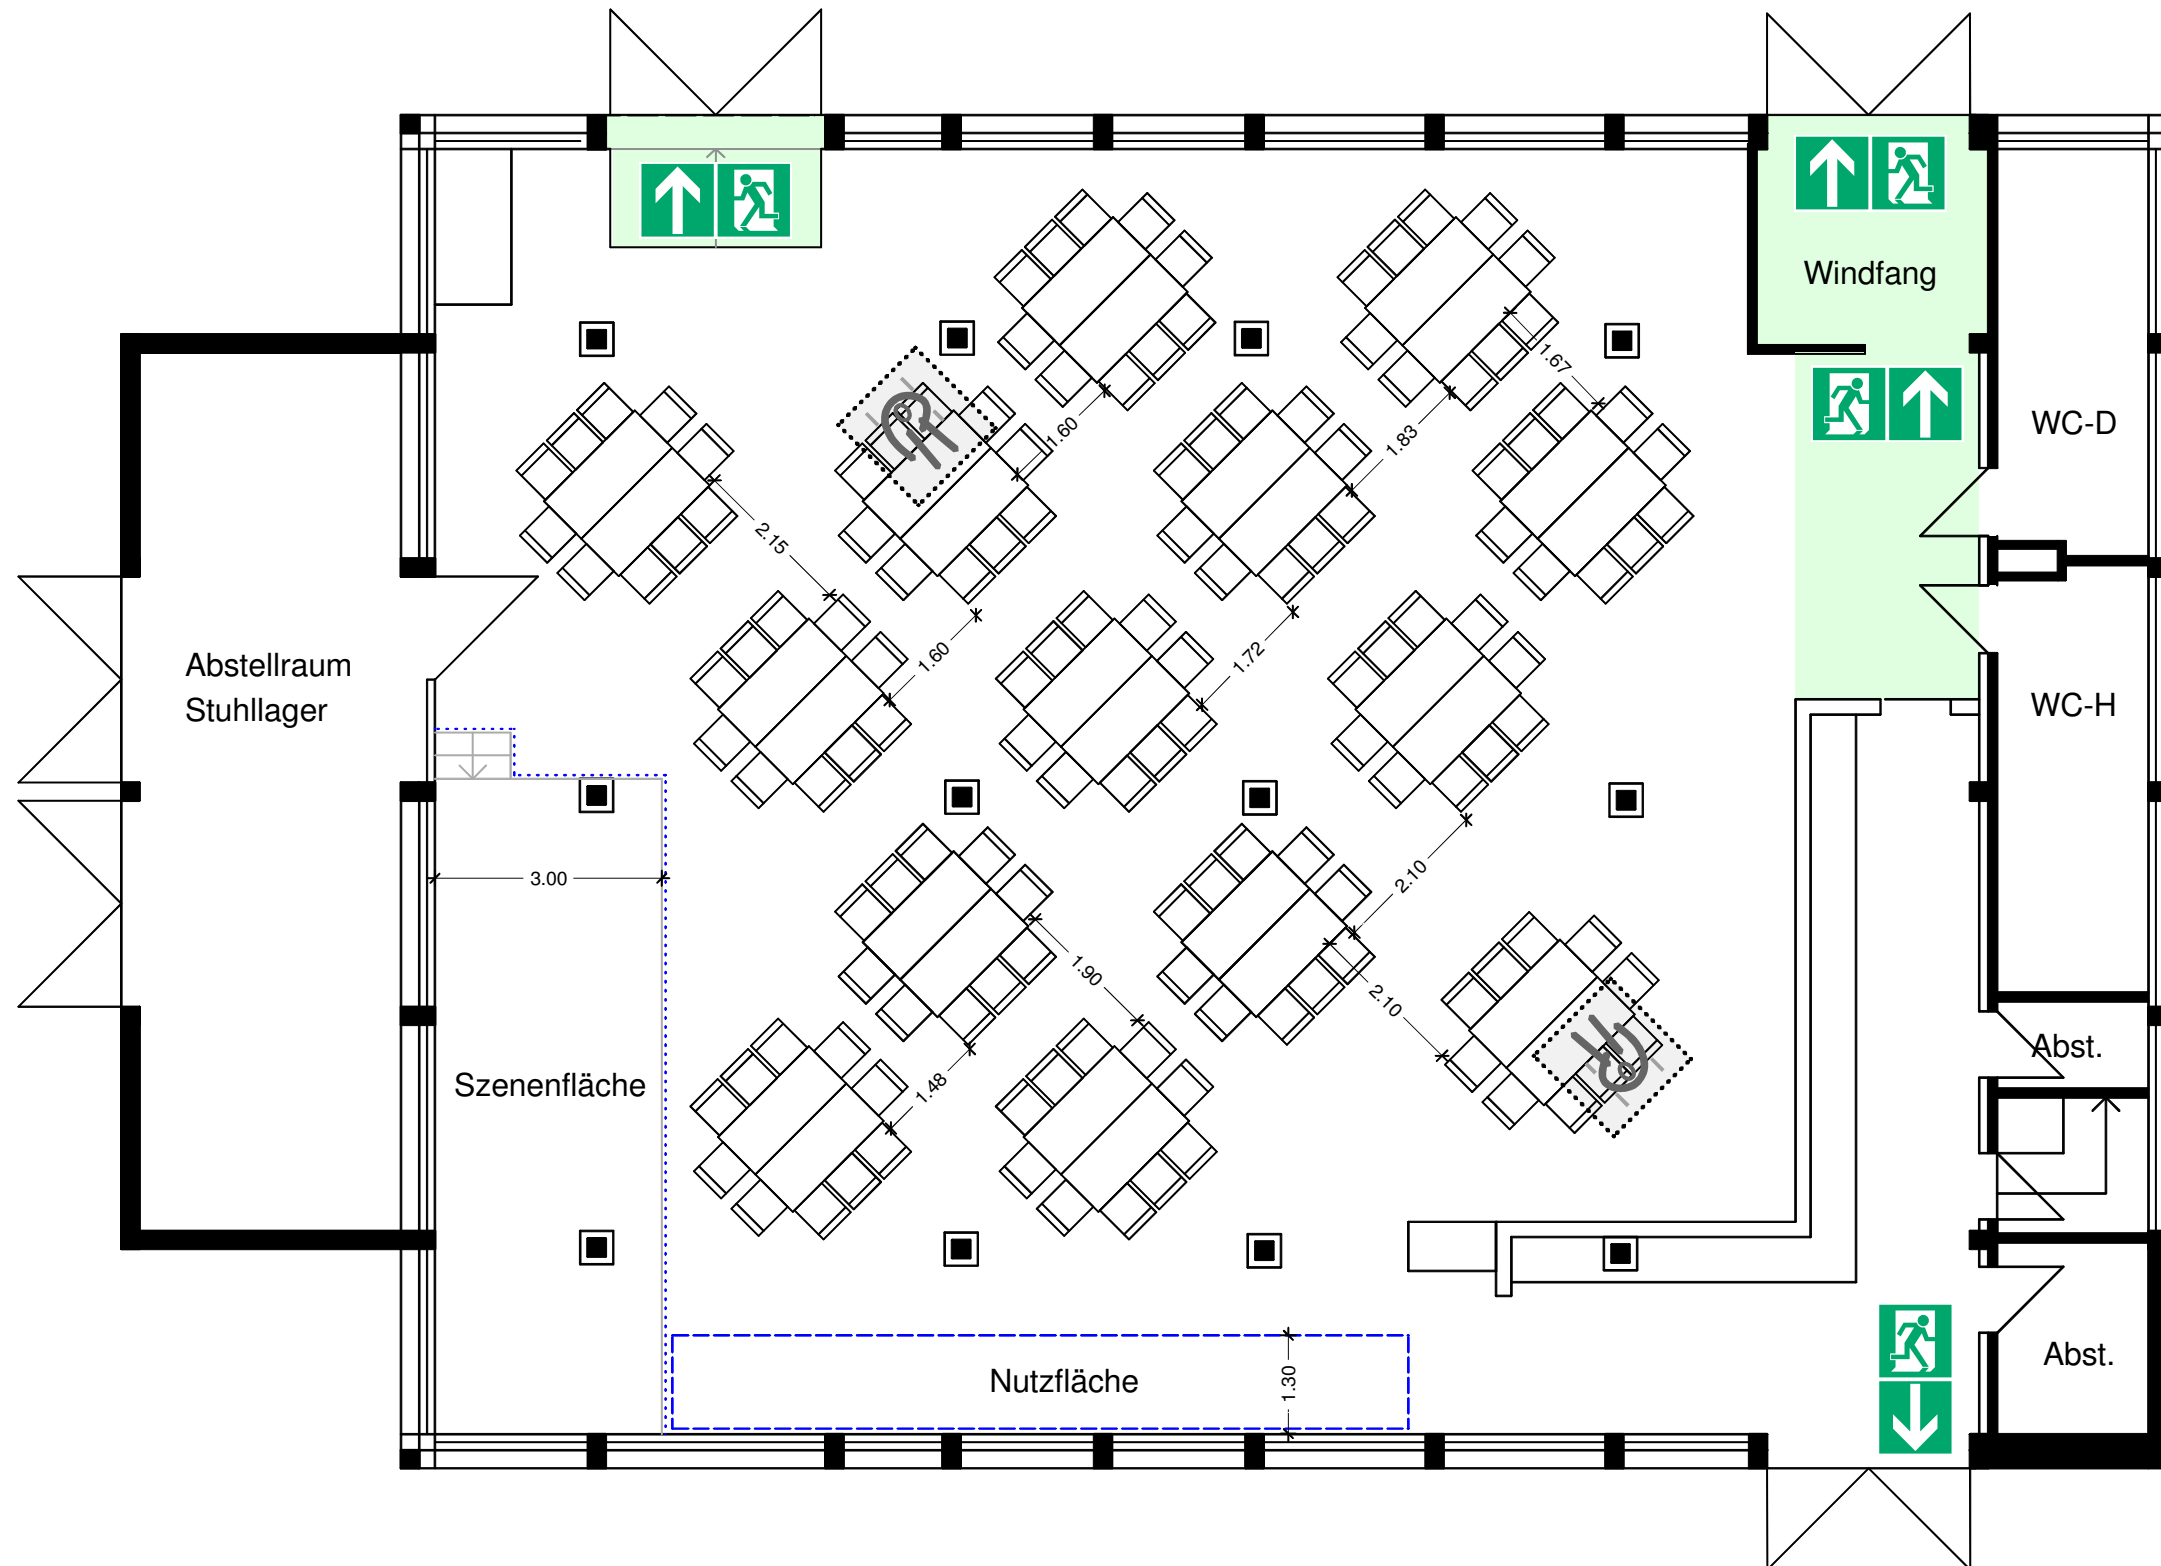 Windfang
WC-D
1.67
1.60
1.83
2.15
Abstellraum
Stuhllager
1.60
1.72
WC-H
3.00
2.10
1.90
2.10
Abst.
Szenenfläche
1.48
Nutzfläche
1.30
Abst.